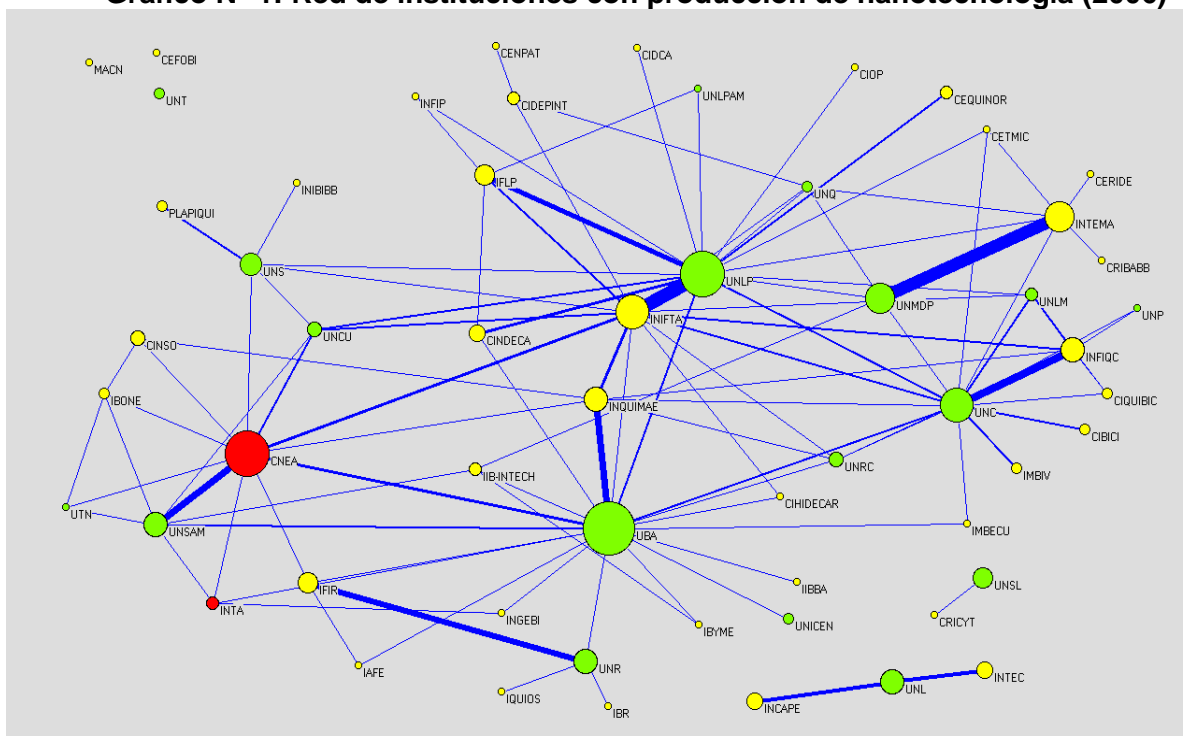 Gráfico Nº 1: Red de instituciones con producción de nanotecnología (2006)
CENPAT
CIDCA
MACN
CEFOBI
CIOP
UNT
INFIP
CIDEPINT
UNLPAM
CEQUINOR
CETMIC
IFLP
INIBIBB
UNQ
CERIDE
PLAPIQUI
INTEMA
UNS
UNLP
CRIBABB
UNMDP
UNLM
UNP
INIFTA
UNCU
CINDECA
CINSO
INFIQC
IBONE
INQUIMAE
UNC
CIQUIBIC
CIBICI
CNEA
UNRC
IIB-INTECH
IMBIV
CIHIDECAR
UTN
UNSAM
UBA
IMBECU
IFIR
IIBBA
UNSL
INTA
INGEBI
UNICEN
CRICYT
IBYME
IAFE
UNR
INTEC
UNL
IQUIOS
INCAPE
IBR